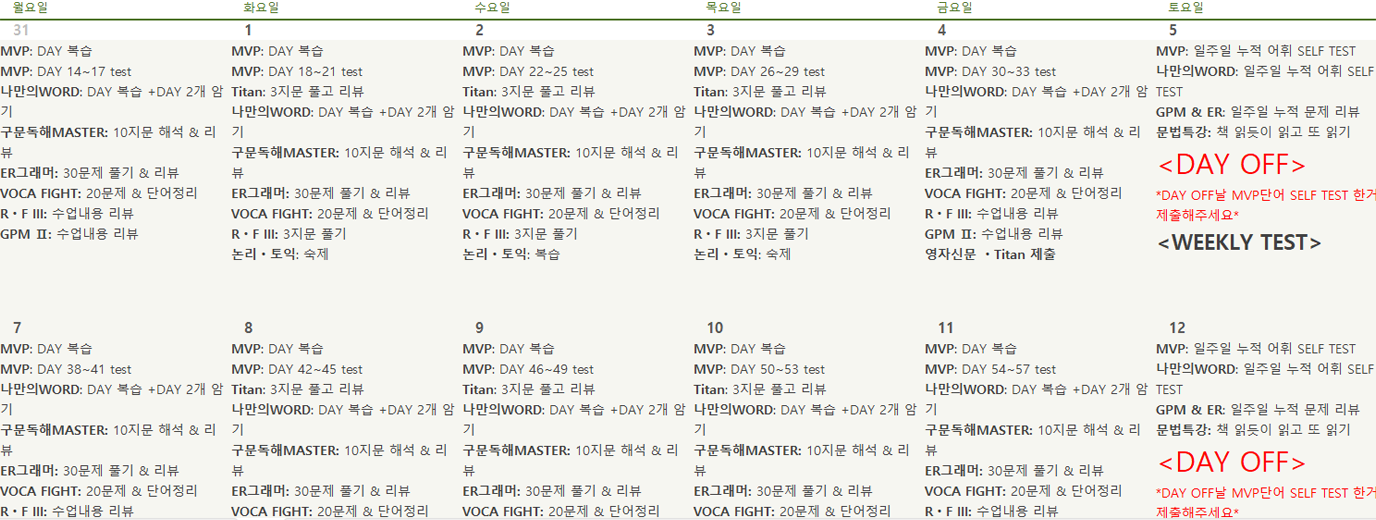 월요일
화요일
수요일
목요일
금요일
토요일
31
MVP: DAY 복습
MVP: DAY 14~17 test
나만의WORD: DAY 복습 +DAY 2개 암
기
구문독해MASTER: 10지문 해석 & 리
뷰
ER그래머: 30문제 풀기 & 리뷰
VOCA FIGHT: 20문제 & 단어정리
R·F III: 수업내용 리뷰
GPM Ⅱ: 수업내용 리뷰
1
MVP: DAY 복습
MVP: DAY 18~21 test
Titan: 3지문 풀고 리뷰
나만의WORD: DAY 복습 +DAY 2개 암
기
구문독해MASTER: 10지문 해석 & 리
뷰
ER그래머: 30문제 풀기 & 리뷰
VOCA FIGHT: 20문제 & 단어정리
R·F III: 3지문 풀기
논리·토익: 숙제
2
MVP: DAY 복습
MVP: DAY 22~25 test
Titan: 3지문 풀고 리뷰
나만의WORD: DAY 복습 +DAY 2개 암
기
구문독해MASTER: 10지문 해석 & 리
뷰
ER그래머: 30문제 풀기 & 리뷰
VOCA FIGHT: 20문제 & 단어정리
R·F III: 3지문 풀기
논리·토익: 복습
3
MVP: DAY 복습
MVP: DAY 26~29 test
Titan: 3지문 풀고 리뷰
나만의WORD: DAY 복습 +DAY 2개 암
기
구문독해MASTER: 10지문 해석 & 리
뷰
ER그래머: 30문제 풀기 & 리뷰
VOCA FIGHT: 20문제 & 단어정리
R·F III: 3지문 풀기
논리·토익: 숙제
4
MVP: DAY 복습
MVP: DAY 30~33 test
나만의WORD: DAY 복습 +DAY 2개 암
기
구문독해MASTER: 10지문 해석 & 리
뷰
ER그래머: 30문제 풀기 & 리뷰
VOCA FIGHT: 20문제 & 단어정리
R·F III: 수업내용 리뷰
GPM Ⅱ: 수업내용 리뷰
영자신문 ·Titan 제출
5
MVP: 일주일 누적 어휘 SELF TEST
나만의WORD: 일주일 누적 어휘 SELF
TEST
GPM & ER: 일주일 누적 문제 리뷰
문법특강: 책 읽듯이 읽고 또 읽기
<DAY OFF>
*DAY OFF날 MVP단어 SELF TEST 한거
제출해주세요*
<WEEKLY TEST>
7
MVP: DAY 복습
MVP: DAY 38~41 test
나만의WORD: DAY 복습 +DAY 2개 암
기
구문독해MASTER: 10지문 해석 & 리
뷰
ER그래머: 30문제 풀기 & 리뷰
VOCA FIGHT: 20문제 & 단어정리
R·F III: 수업내용 리뷰
8
MVP: DAY 복습
MVP: DAY 42~45 test
Titan: 3지문 풀고 리뷰
나만의WORD: DAY 복습 +DAY 2개 암
기
구문독해MASTER: 10지문 해석 & 리
뷰
ER그래머: 30문제 풀기 & 리뷰
VOCA FIGHT: 20문제 & 단어정리
9
MVP: DAY 복습
MVP: DAY 46~49 test
Titan: 3지문 풀고 리뷰
나만의WORD: DAY 복습 +DAY 2개 암
기
구문독해MASTER: 10지문 해석 & 리
뷰
ER그래머: 30문제 풀기 & 리뷰
VOCA FIGHT: 20문제 & 단어정리
10
MVP: DAY 복습
MVP: DAY 50~53 test
Titan: 3지문 풀고 리뷰
나만의WORD: DAY 복습 +DAY 2개 암
기
구문독해MASTER: 10지문 해석 & 리
뷰
ER그래머: 30문제 풀기 & 리뷰
VOCA FIGHT: 20문제 & 단어정리
11
MVP: DAY 복습
MVP: DAY 54~57 test
나만의WORD: DAY 복습 +DAY 2개 암
기
구문독해MASTER: 10지문 해석 & 리
뷰
ER그래머: 30문제 풀기 & 리뷰
VOCA FIGHT: 20문제 & 단어정리
R·F III: 수업내용 리뷰
12
MVP: 일주일 누적 어휘 SELF TEST
나만의WORD: 일주일 누적 어휘 SELF
TEST
GPM & ER: 일주일 누적 문제 리뷰
문법특강: 책 읽듯이 읽고 또 읽기
<DAY OFF>
*DAY OFF날 MVP단어 SELF TEST 한거
제출해주세요*